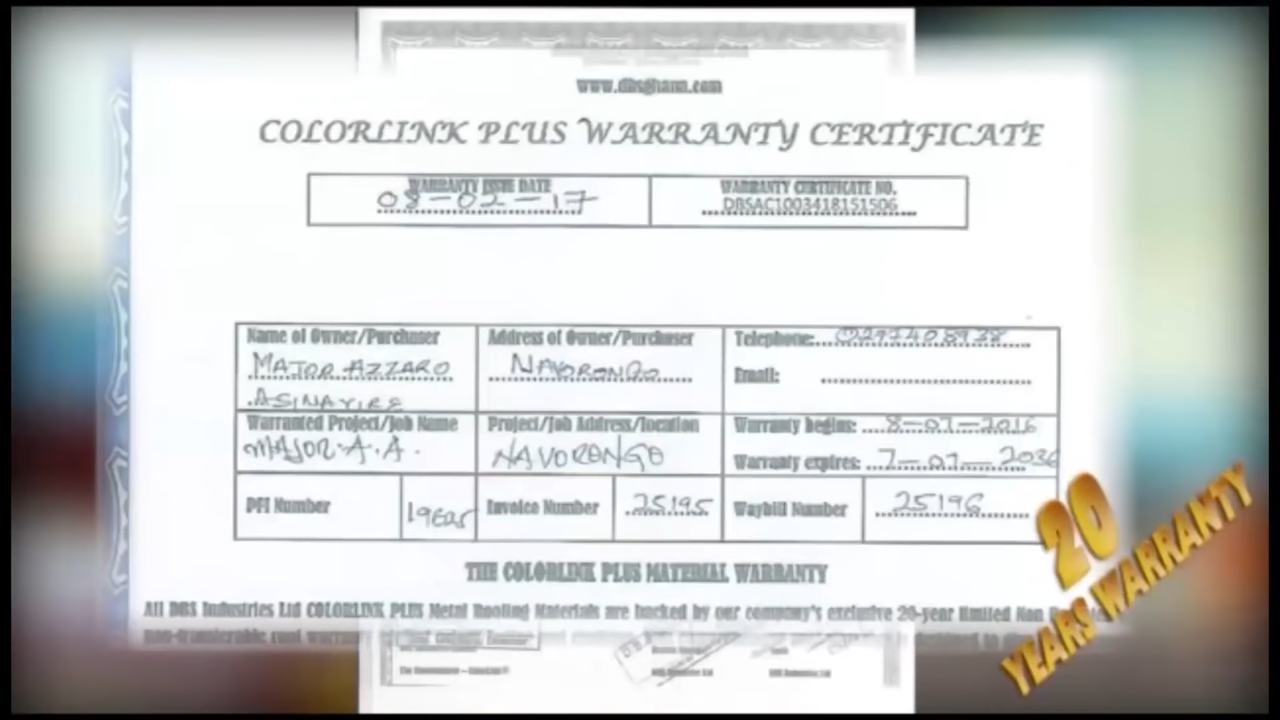 www.dbsghana.com
COLORLINK PLUS WARRANTY CERTIFICATE
WARRANTY ISSUE DATE
08-02-17
WARRANTY CERTIFICATE NO.
DBSAC1003418151506
Name of Owner/Purchaser
MAJOR AZZARO
ASINAYIRE
Address of Owner/Purchaser
NAVORONGO
Telephone:
Email:
Warranted Project/Job Name
MAJOR A.A.
Project/Job Address/location
NAVORONGO
Warranty begins: 8-07-2016
Warranty expires: 7-07-2036
PFI Number
Invoice Number 25195
Waybill Number 25196
THE COLORLINK PLUS MATERIAL WARRANTY
All DBS Industries Ltd COLORLINK PLUS Metal Roofing Materials are backed by our company's exclusive 20-year limited Non
non-transferable
20
YEARS WARRANTY